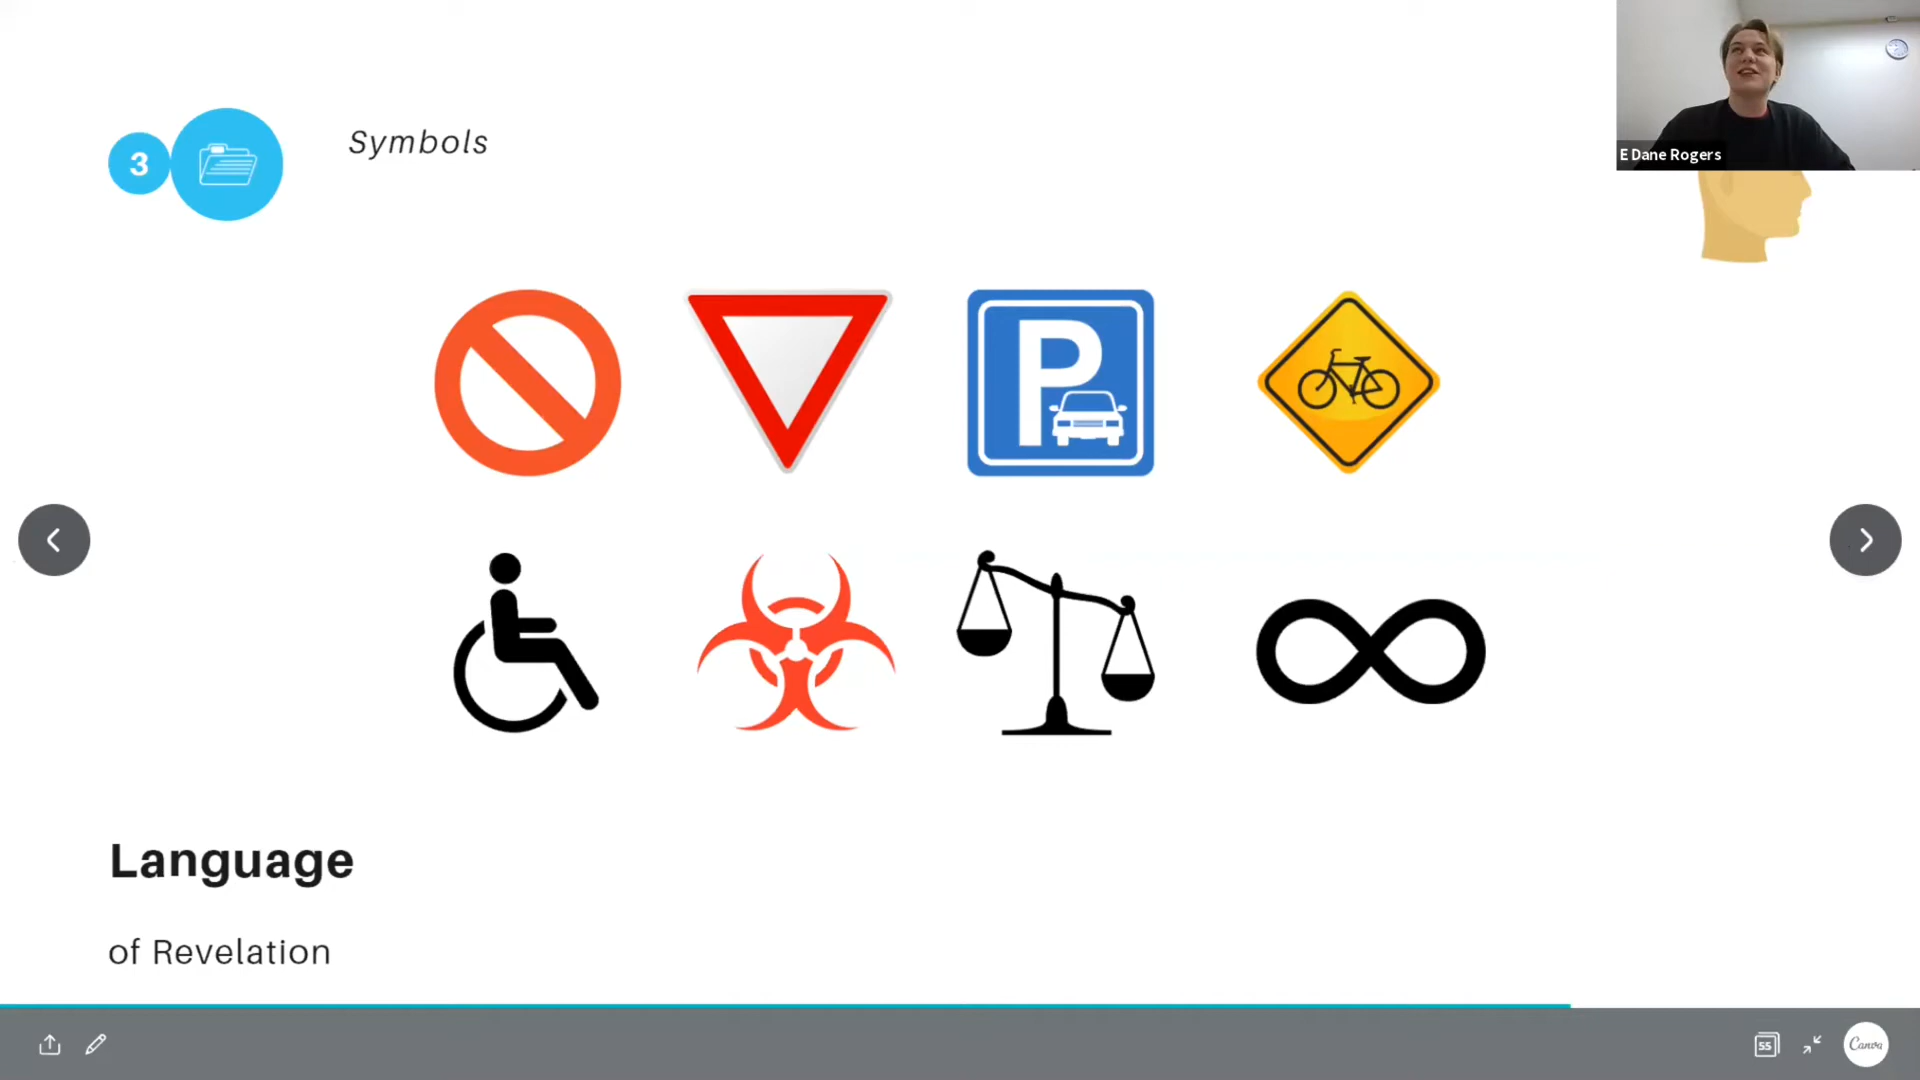 3
Symbols
E Dane Rogers
P
Language
of Revelation
55
Canva